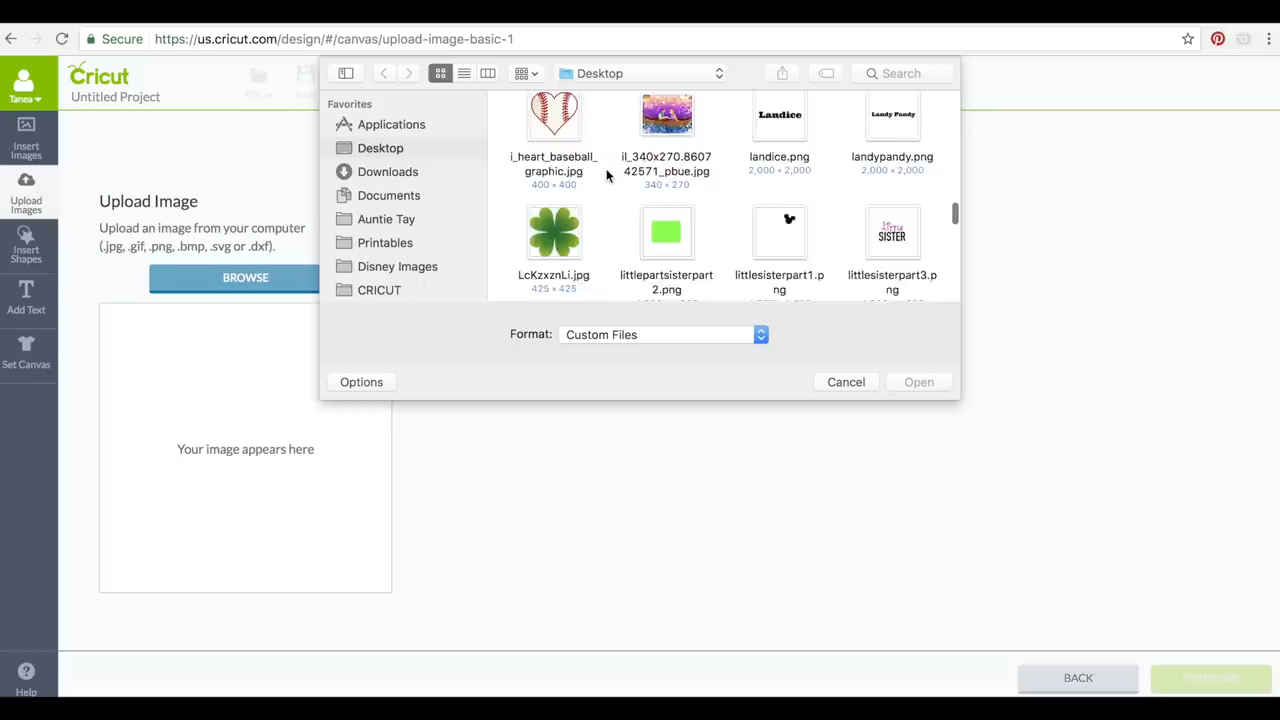 Secure
https://us.cricut.com/design/#/canvas/upload-image-basic-1
Tanea
Cricut
Untitled Project
Insert
Images
Upload
Images
Insert
Shapes
Add Text
Set Canvas
Help
Upload Image
Upload an image from your computer
(.jpg, .gif, .png, .bmp, .svg or .dxf).
BROWSE
Your image appears here
Desktop
Search
Favorites
Applications
Desktop
Downloads
Documents
Auntie Tay
Printables
Disney Images
CRICUT
i_heart_baseball_
graphic.jpg
400 × 400
il_340x270.8607
42571_pbue.jpg
340 × 270
Landice
landice.png
2,000 × 2,000
Landy Pandy
landypandy.png
2,000 × 2,000
LcKzxznLi.jpg
425 × 425
littlepartsisterpart
2.png
littlesisterpart1.p
ng
Little
SISTER
littlesisterpart3.p
ng
Format:
Custom Files
Options
Cancel
Open
BACK
CONTINUE